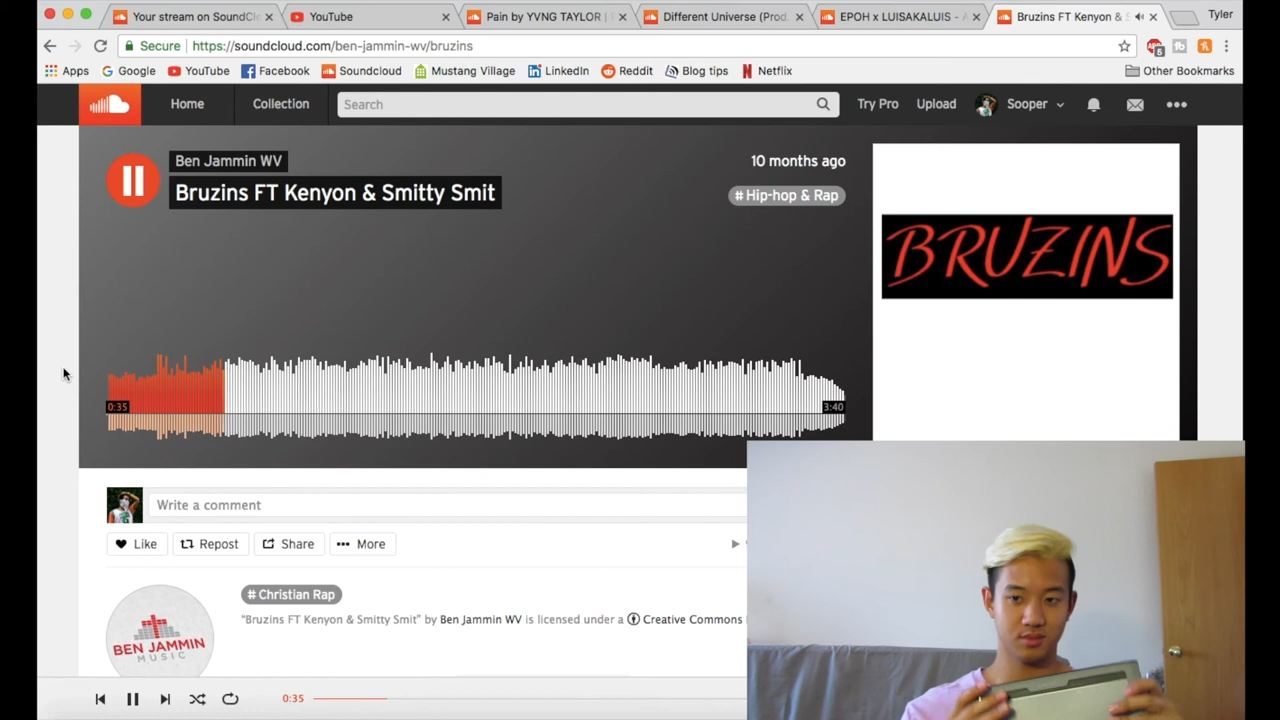 Your stream on SoundCl
YouTube
Pain by YVNG TAYLOR |
Different Universe (Prod.
EPOH x LUISAKALUIS - A
Bruzins FT Kenyon & S
Tyler
Secure
https://soundcloud.com/ben-jammin-wv/bruzins
Apps
Google
YouTube
Facebook
Soundcloud
Mustang Village
LinkedIn
Reddit
Blog tips
Netflix
Other Bookmarks
Home
Collection
Search
Try Pro
Upload
Sooper
Ben Jammin WV
10 months ago
Bruzins FT Kenyon & Smitty Smit
# Hip-hop & Rap
BRUZINS
0:35
3:40
Write a comment
Like
Repost
Share
More
# Christian Rap
"Bruzins FT Kenyon & Smitty Smit" by Ben Jammin WV is licensed under a Creative Commons
BEN JAMMIN
MUSIC
0:35